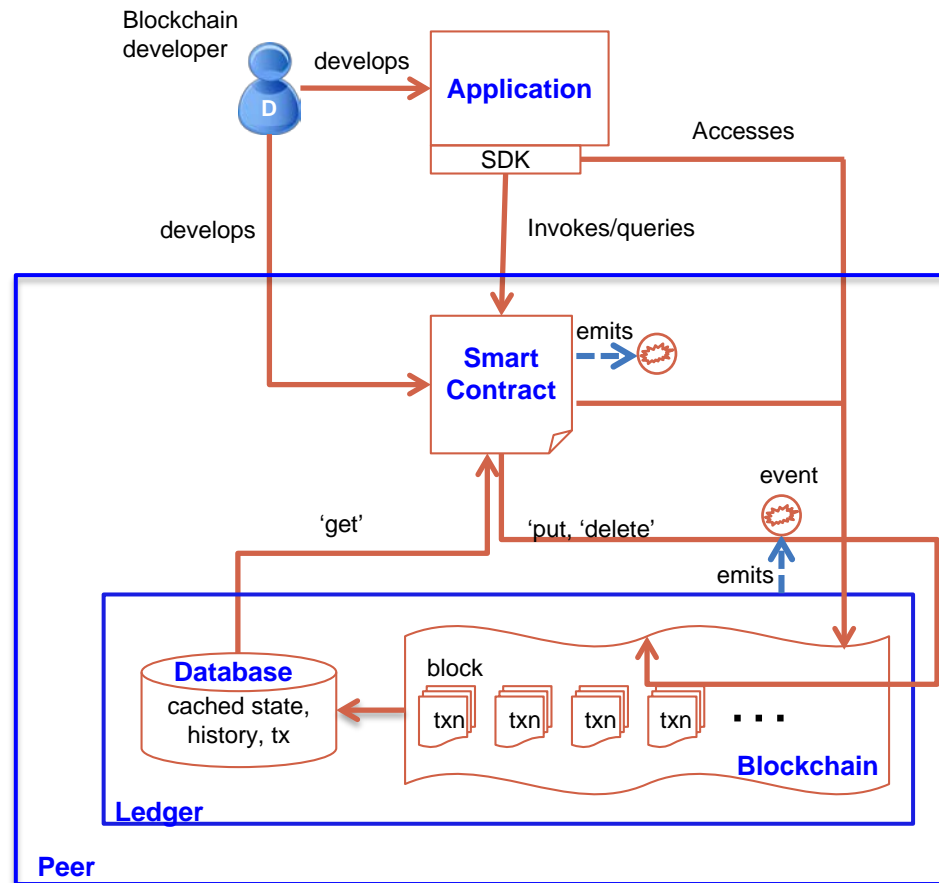 Blockchain
developer
develops
D
Application
SDK
Accesses
develops
Invokes/queries
Smart
Contract
emits
event
‘get’
‘put, ‘delete’
emits
Database
cached state,
history, tx
block
txn
txn
txn
txn
...
Blockchain
Ledger
Peer